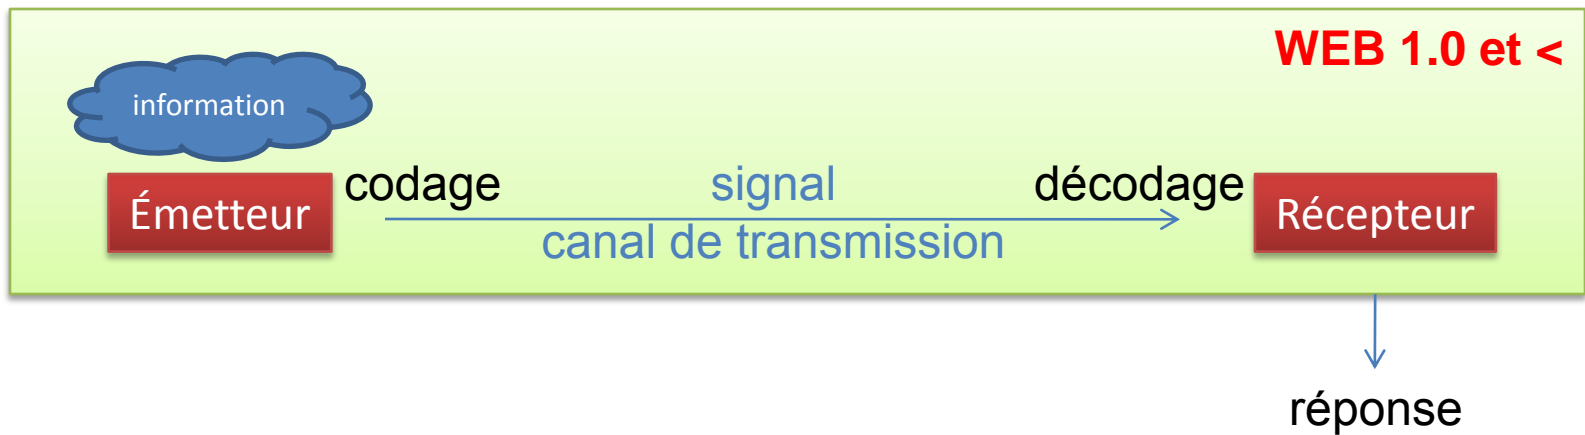 WEB 1.0 et <
information
Émetteur
codage
signal
canal de transmission
décodage
Récepteur
réponse